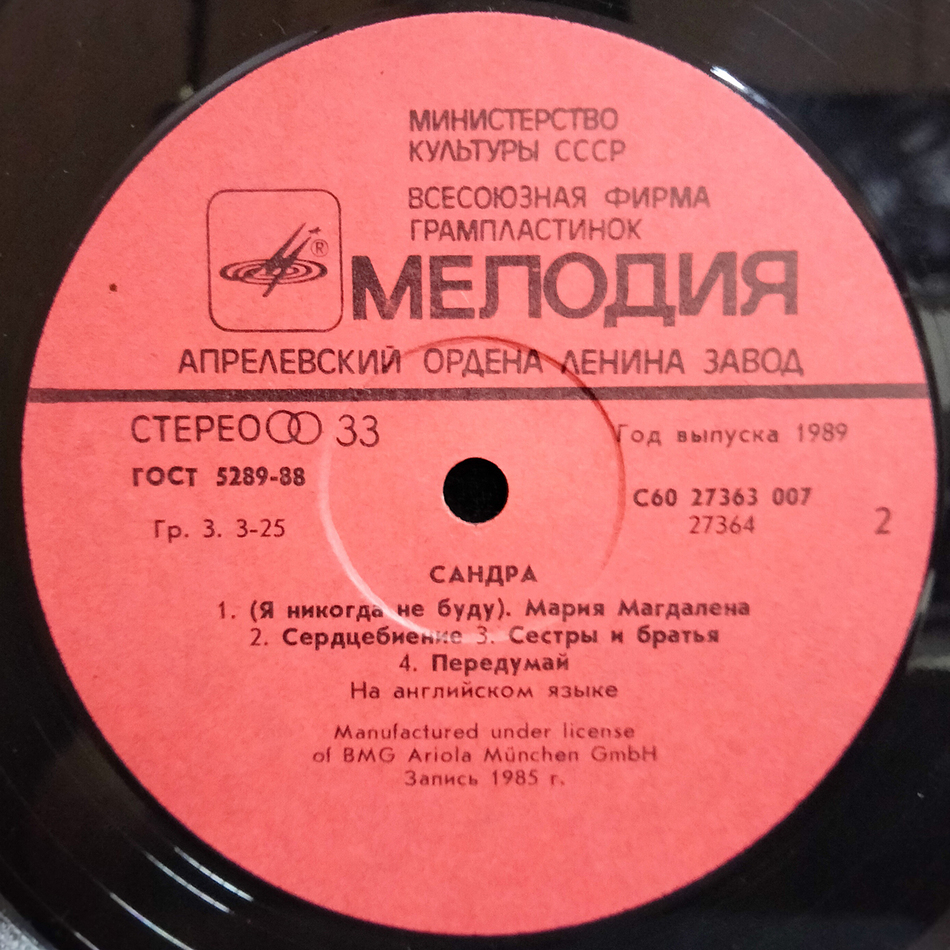 МИНИСТЕРСТВО
КУЛЬТУРЫ СССР
ВСЕСОЮЗНАЯ ФИРМА
ГРАМПЛАСТИНОК
®
МЕЛОДИЯ
АПРЕЛЕВСКИЙ ОРДЕНА ЛЕНИНА ЗАВОД
СТЕРЕО 33
Год выпуска 1989
ГОСТ 5289-88
С60 27363 007
Гр. 3. 3-25
27364
2
САНДРА
1. (Я никогда не буду). Мария Магдалена
2. Сердцебиение 3. Сестры и братья
4. Передумай
На английском языке
Manufactured under license
of BMG Ariola München GmbH
Запись 1985 г.